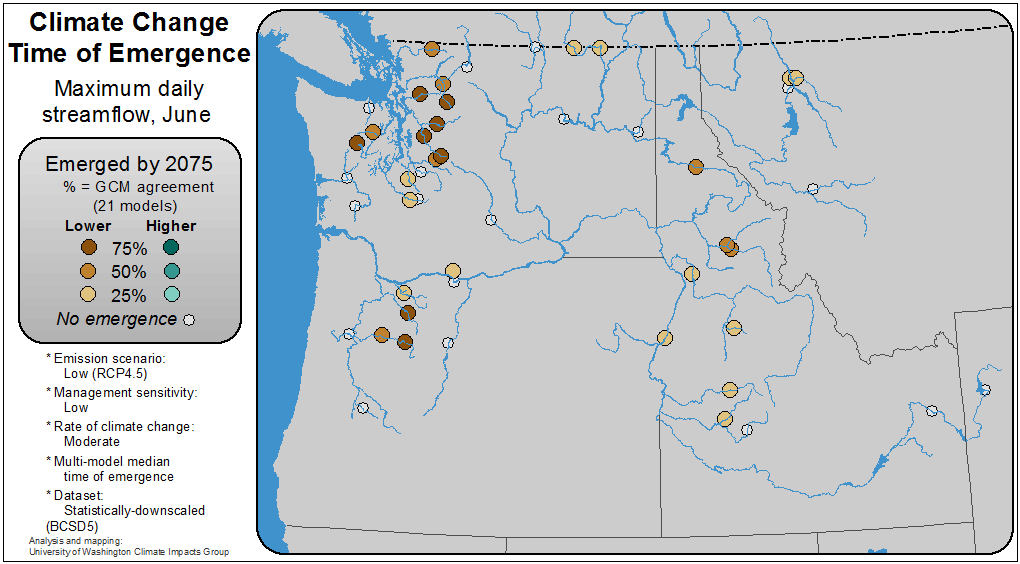 Climate Change
Time of Emergence
Maximum daily
streamflow, June
Emerged by 2075
% = GCM agreement
(21 models)
Lower Higher
75%
50%
25%
No emergence
* Emission scenario:
Low (RCP4.5)
* Management sensitivity:
Low
* Rate of climate change:
Moderate
* Multi-model median
time of emergence
* Dataset:
Statistically-downscaled
(BCSD5)
Analysis and mapping:
University of Washington Climate Impacts Group